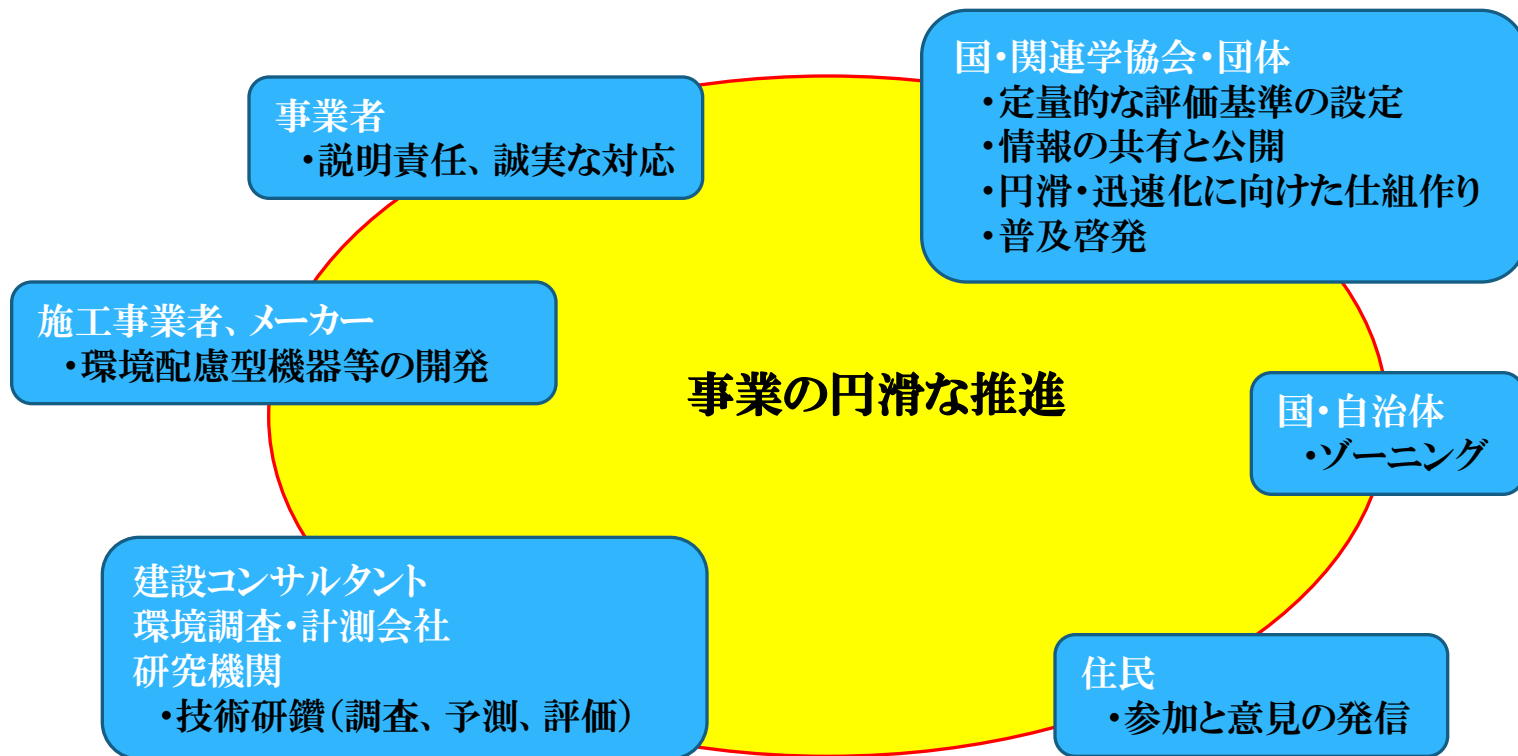 国・関連学協会・団体
・定量的な評価基準の設定
・情報の共有と公開
・円滑・迅速化に向けた仕組作り
・普及啓発
事業者
・説明責任、誠実な対応
施工事業者、メーカー
・環境配慮型機器等の開発
事業の円滑な推進
国・自治体
・ゾーニング
建設コンサルタント
環境調査・計測会社
研究機関
・技術研鑽(調査、予測、評価)
住民
・参加と意見の発信